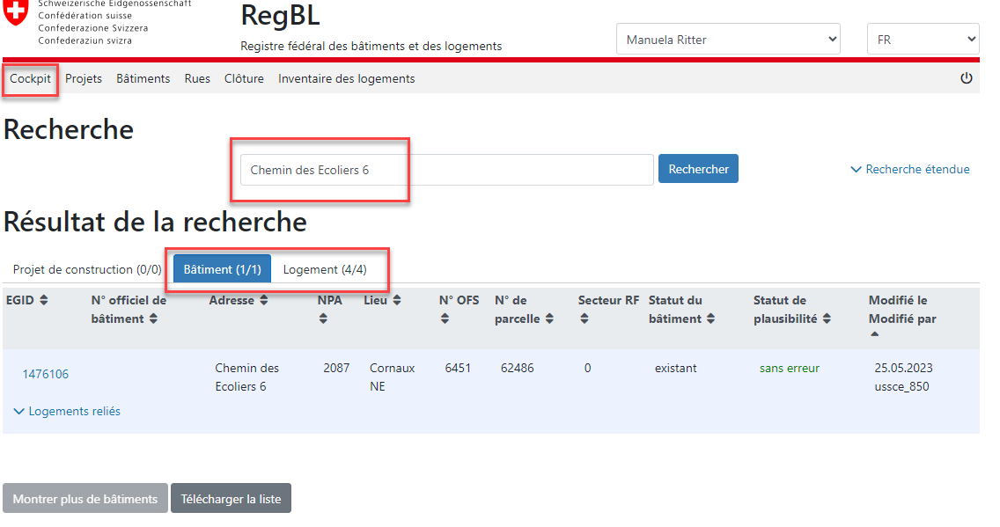 Schweizerische Eidgenossenschaft
Confédération suisse
Confederazione Svizzera
Confederaziun svizra
RegBL
Registre fédéral des bâtiments et des logements
Manuela Ritter
FR
Cockpit Projets Bâtiments Rues Clôture Inventaire des logements
Recherche
Chemin des Ecoliers 6
Rechercher
Recherche étendue
Résultat de la recherche
Projet de construction (0/0) Bâtiment (1/1) Logement (4/4)
EGID N° officiel de Adresse NPA Lieu N° OFS N° de Secteur RF Statut du Statut de Modifié le
bâtiment parcelle bâtiment plausibilité Modifié par
1476106 Chemin des 2087 Cornaux 6451 62486 0 existant sans erreur 25.05.2023
Ecoliers 6 NE ussce_850
Logements reliés
Montrer plus de bâtiments Télécharger la liste